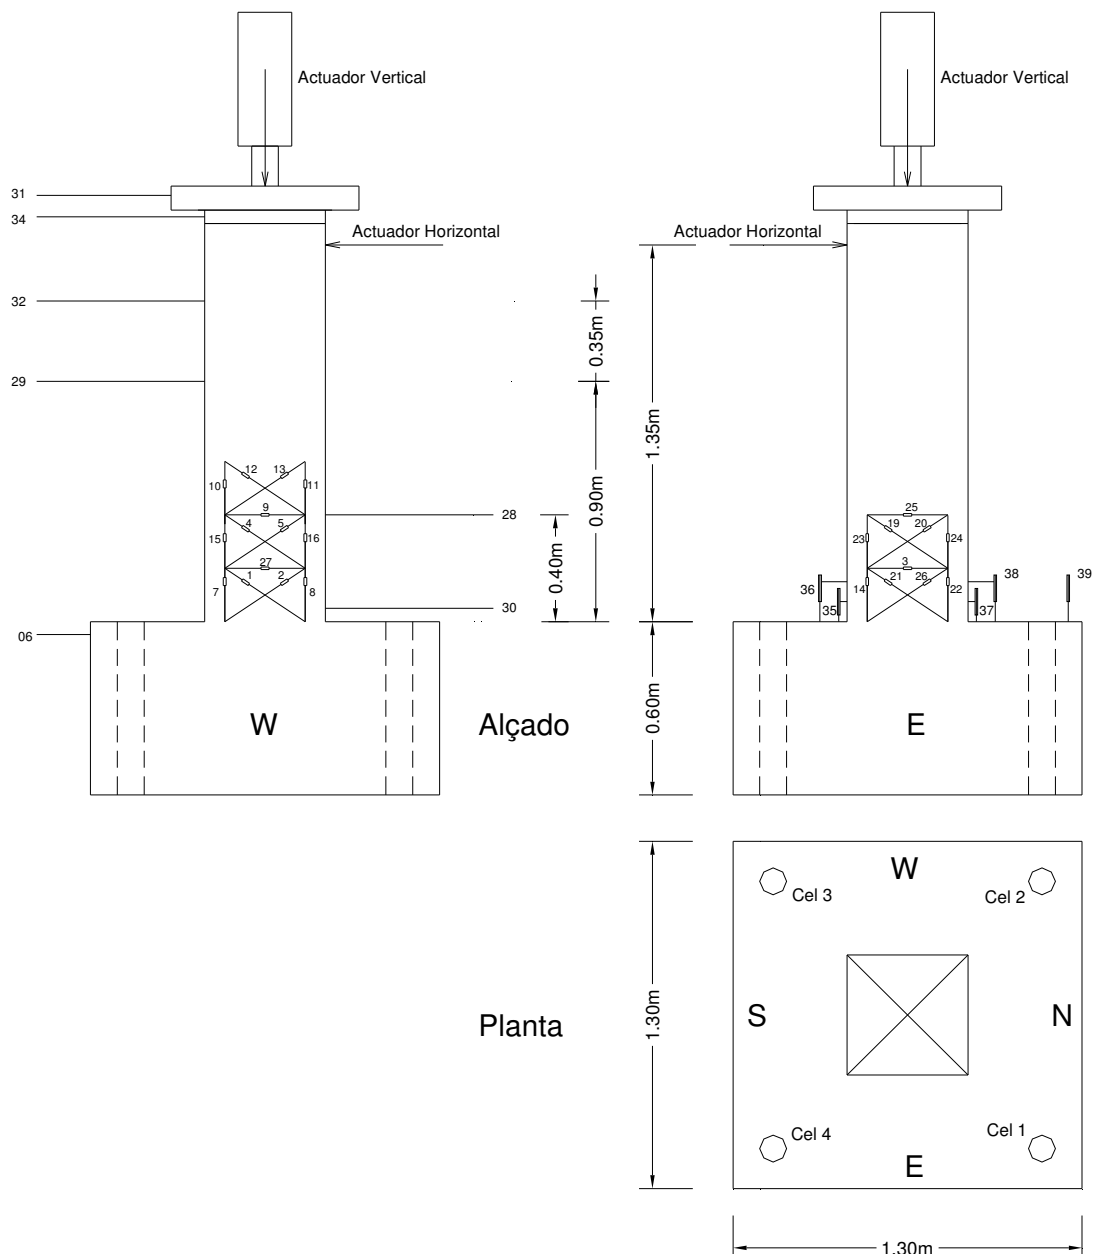 Actuador Vertical
Actuador Vertical
31
34
Actuador Horizontal
Actuador Horizontal
32
0.35m
29
1.35m
0.90m
12
13
10
11
9
28
25
4
5
19
20
15
16
0.40m
23
24
27
3
1
2
21
26
38
39
7
8
36
14
22
30
35
37
06
W
Alçado
0.60m
E
W
Cel 3
Cel 2
Planta
1.30m
S
N
Cel 4
Cel 1
E
1.30m